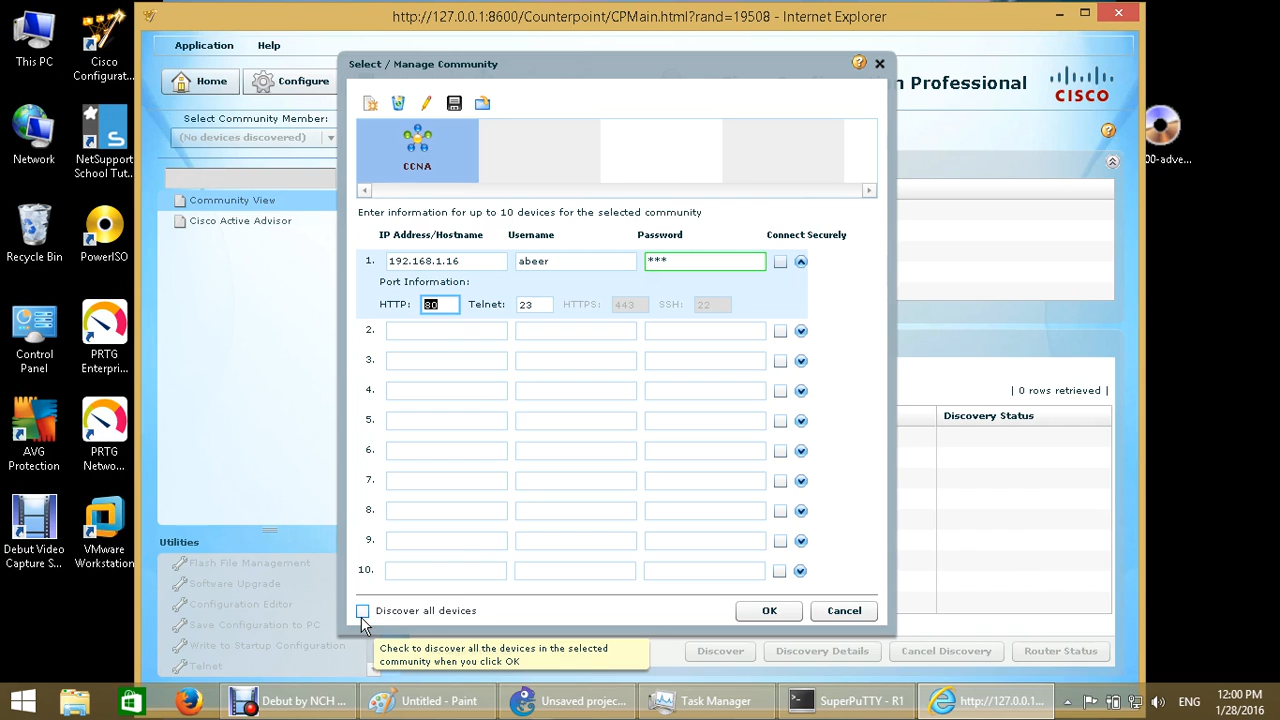 This PC
Cisco
Configurat...
Network
NetSupport
School Tut...
Recycle Bin
PowerISO
Control
Panel
PRTG
Enterpri...
AVG
Protection
PRTG
Netwo...
Debut Video
Capture S...
VMware
Workstation
00-adve...
http://127.0.0.1:8600/Counterpoint/CPMain.html?rand=19508 - Internet Explorer
Application
Help
Home
Configure
n Professional
CISCO
Select Community Member:
(No devices discovered)
Community View
Cisco Active Advisor
Utilities
Flash File Management
Software Upgrade
Configuration Editor
Save Configuration to PC
Write to Startup Configuration
Telnet
Select / Manage Community
CCNA
Enter information for up to 10 devices for the selected community
IP Address/Hostname Username Password Connect Securely
1. 192.168.1.16 abeer ***
Port Information:
HTTP: 80 Telnet: 23 HTTPS: 443 SSH: 22
2.
3.
4.
5.
6.
7.
8.
9.
10.
Discover all devices
OK
Cancel
Check to discover all the devices in the selected
community when you click OK
| 0 rows retrieved |
Discovery Status
Discover
Discovery Details
Cancel Discovery
Router Status
Debut by NCH ...
Untitled - Paint
Unsaved projec...
Task Manager
SuperPuTTY - R1
http://127.0.0.1...
ENG
12:00 PM
1/28/2016